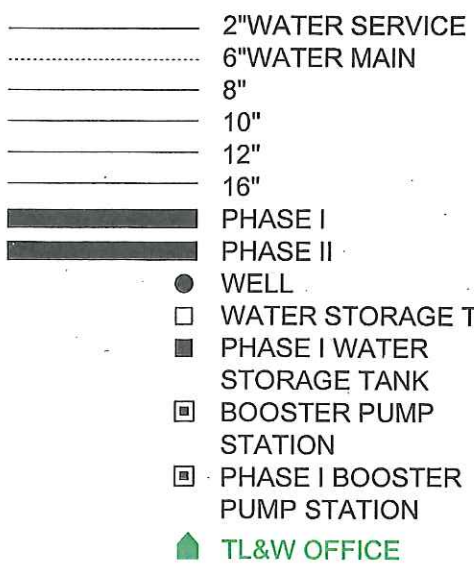 2"WATER SERVICE
6"WATER MAIN
8"
10"
12"
16"
PHASE I
PHASE II
WELL
WATER STORAGE T
PHASE I WATER
STORAGE TANK
BOOSTER PUMP
STATION
PHASE I BOOSTER
PUMP STATION
TL&W OFFICE